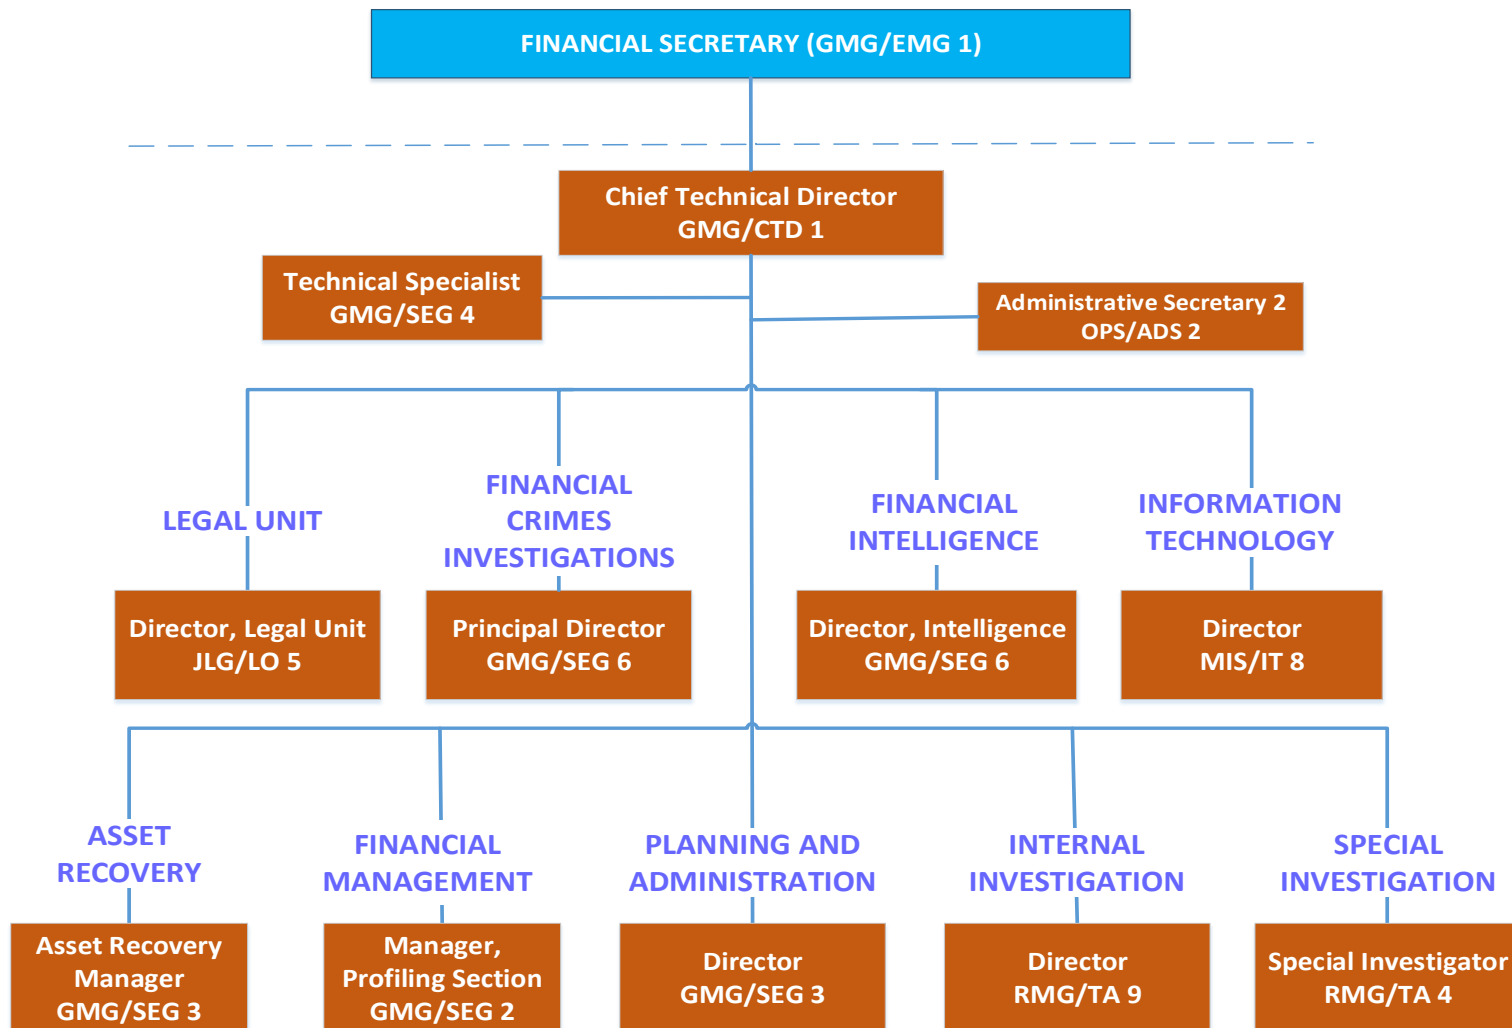 FINANCIAL SECRETARY (GMG/EMG 1)
Chief Technical Director
GMG/CTD 1
Technical Specialist
GMG/SEG 4
Administrative Secretary 2
OPS/ADS 2
LEGAL UNIT
FINANCIAL
CRIMES
INVESTIGATIONS
FINANCIAL
INTELLIGENCE
INFORMATION
TECHNOLOGY
Director, Legal Unit
JLG/LO 5
Principal Director
GMG/SEG 6
Director, Intelligence
GMG/SEG 6
Director
MIS/IT 8
ASSET
RECOVERY
FINANCIAL
MANAGEMENT
PLANNING AND
ADMINISTRATION
INTERNAL
INVESTIGATION
SPECIAL
INVESTIGATION
Asset Recovery
Manager
GMG/SEG 3
Manager,
Profiling Section
GMG/SEG 2
Director
GMG/SEG 3
Director
RMG/TA 9
Special Investigator
RMG/TA 4